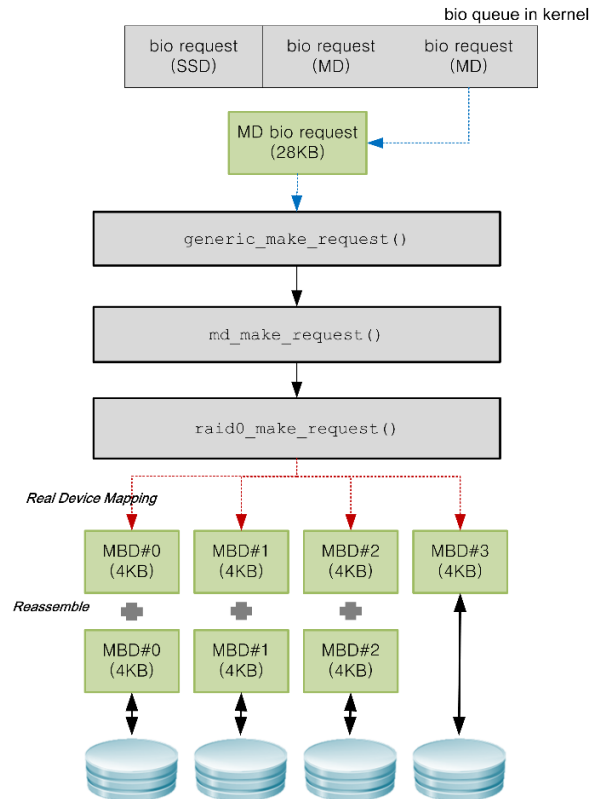 bio queue in kernel
bio request bio request bio request
(SSD) (MD) (MD)
MD bio request
(28KB)
generic_make_request()
md_make_request()
raid0_make_request()
Real Device Mapping
MBD#0 MBD#1 MBD#2 MBD#3
(4KB) (4KB) (4KB) (4KB)
Reassemble
MBD#0 MBD#1 MBD#2
(4KB) (4KB) (4KB)